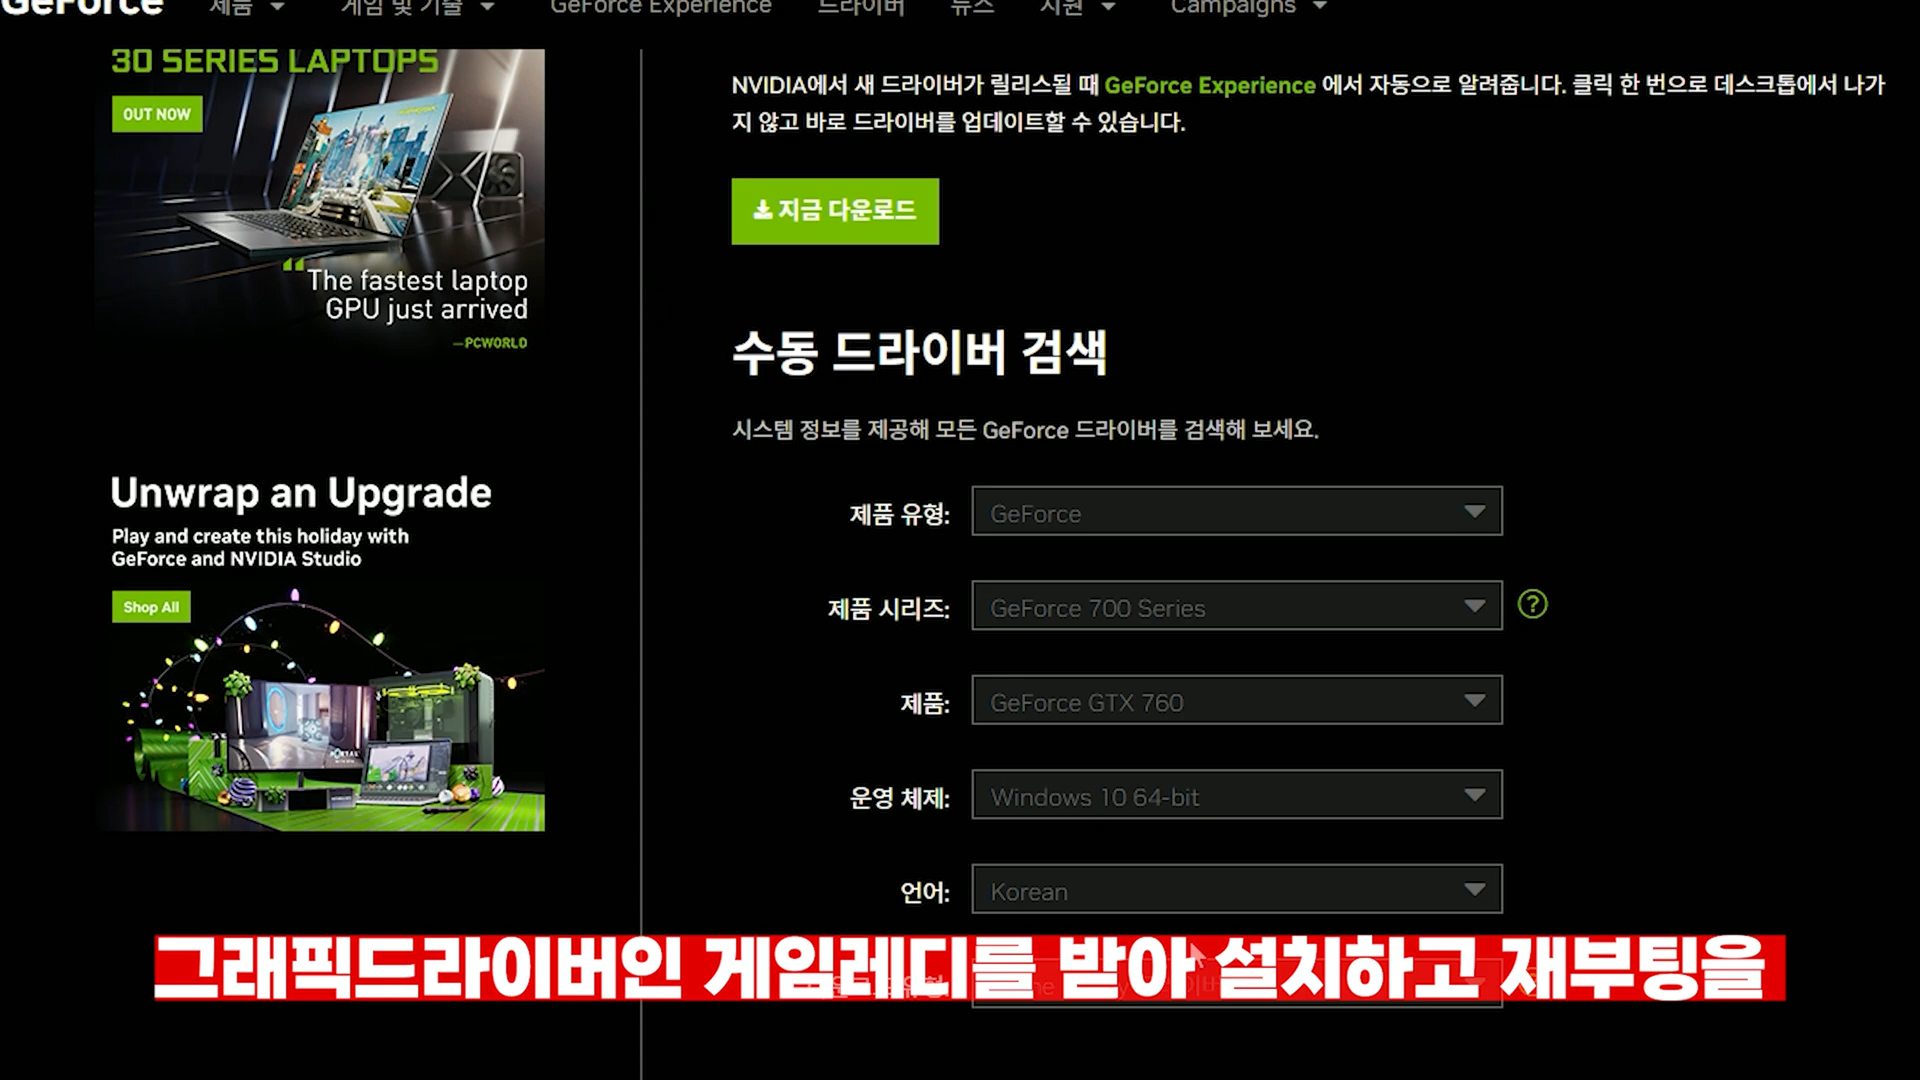 GeForce
제품
게임 및 기술
GeForce Experience
드라이버
뉴스
지원
Campaigns
30 SERIES LAPTOPS
OUT NOW
“The fastest laptop
GPU just arrived
—PCWORLD
Unwrap an Upgrade
Play and create this holiday with
GeForce and NVIDIA Studio
Shop All
NVIDIA에서 새 드라이버가 릴리스될 때 GeForce Experience 에서 자동으로 알려줍니다. 클릭 한 번으로 데스크톱에서 나가
지 않고 바로 드라이버를 업데이트할 수 있습니다.
지금 다운로드
수동 드라이버 검색
시스템 정보를 제공해 모든 GeForce 드라이버를 검색해 보세요.
제품 유형: GeForce
제품 시리즈: GeForce 700 Series ?
제품: GeForce GTX 760
운영 체제: Windows 10 64-bit
언어: Korean
그래픽드라이버인 게임레디를 받아 설치하고 재부팅을